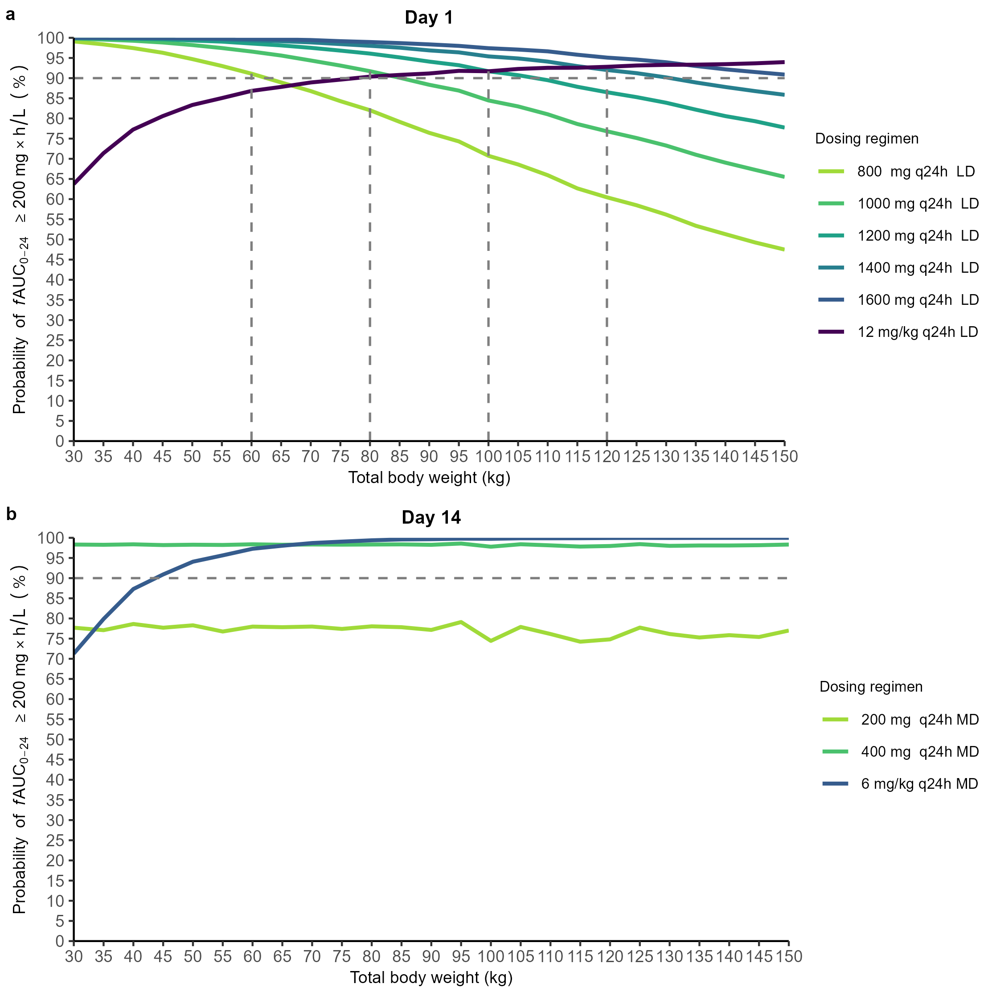 a
Day 1
Probability of fAUC0−24 ≥ 200 mg × h/L ( % )
100
95
90
85
80
75
70
65
60
55
50
45
40
35
30
25
20
15
10
5
0
30 35 40 45 50 55 60 65 70 75 80 85 90 95 100 105 110 115 120 125 130 135 140 145 150
Total body weight (kg)
Dosing regimen
800 mg q24h LD
1000 mg q24h LD
1200 mg q24h LD
1400 mg q24h LD
1600 mg q24h LD
12 mg/kg q24h LD
b
Day 14
Probability of fAUC0−24 ≥ 200 mg × h/L ( % )
100
95
90
85
80
75
70
65
60
55
50
45
40
35
30
25
20
15
10
5
0
30 35 40 45 50 55 60 65 70 75 80 85 90 95 100 105 110 115 120 125 130 135 140 145 150
Total body weight (kg)
Dosing regimen
200 mg q24h MD
400 mg q24h MD
6 mg/kg q24h MD